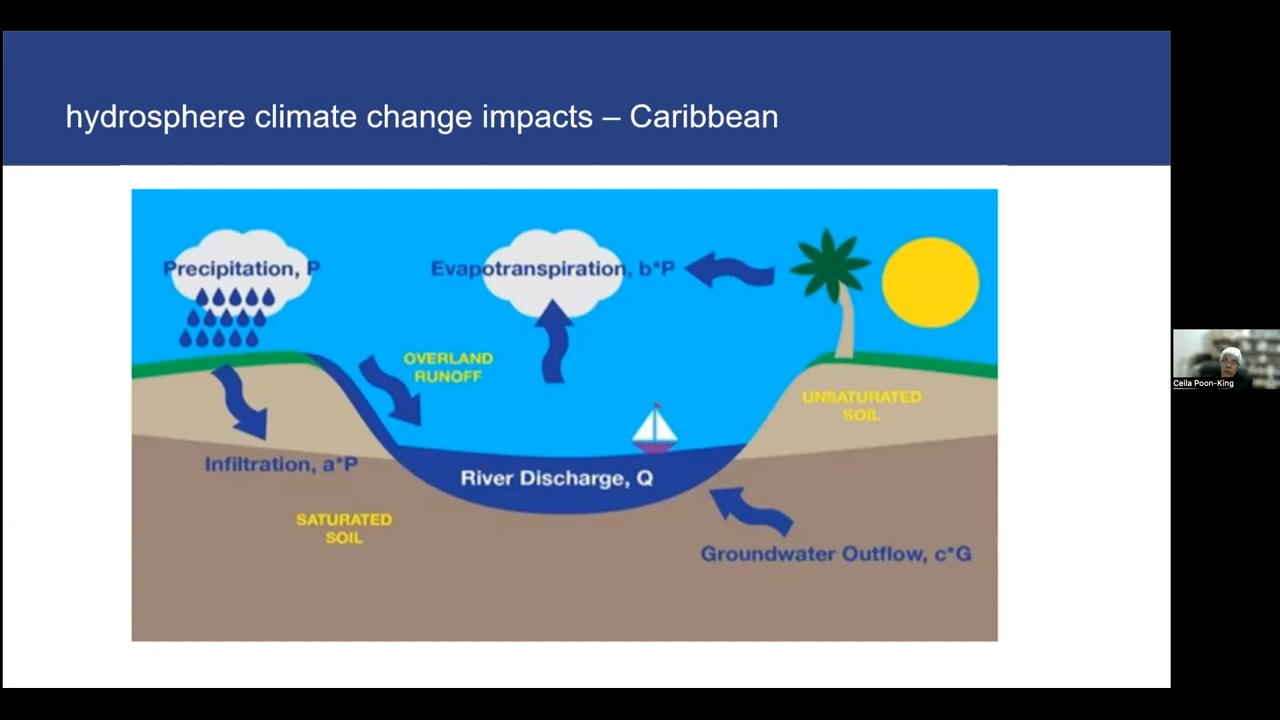 hydrosphere climate change impacts – Caribbean
Precipitation, P
Evapotranspiration, b*P
OVERLAND
RUNOFF
UNSATURATED
SOIL
Infiltration, a*P
River Discharge, Q
SATURATED
SOIL
Groundwater Outflow, c*G
Ceila Poon-King